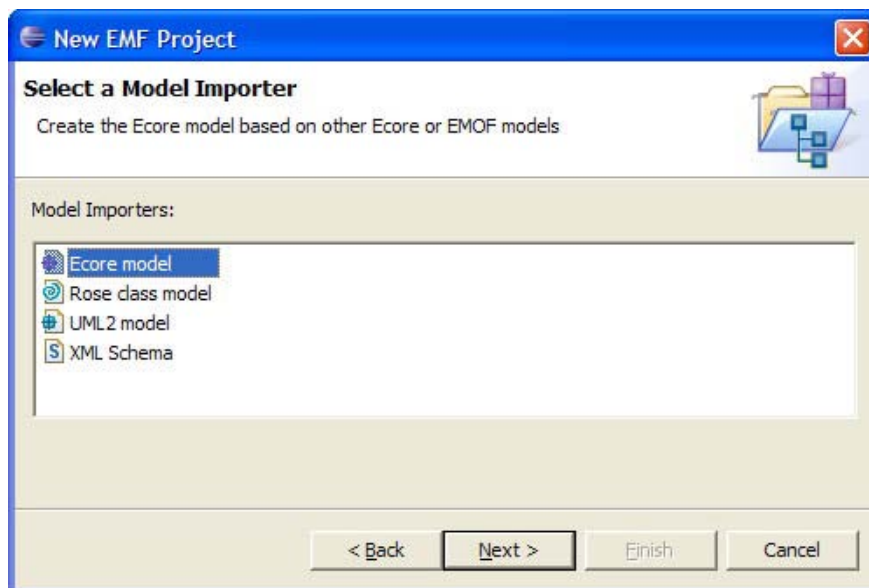 New EMF Project
Select a Model Importer
Create the Ecore model based on other Ecore or EMOF models
Model Importers:
Ecore model
Rose class model
UML2 model
XML Schema
< Back Next > Finish Cancel